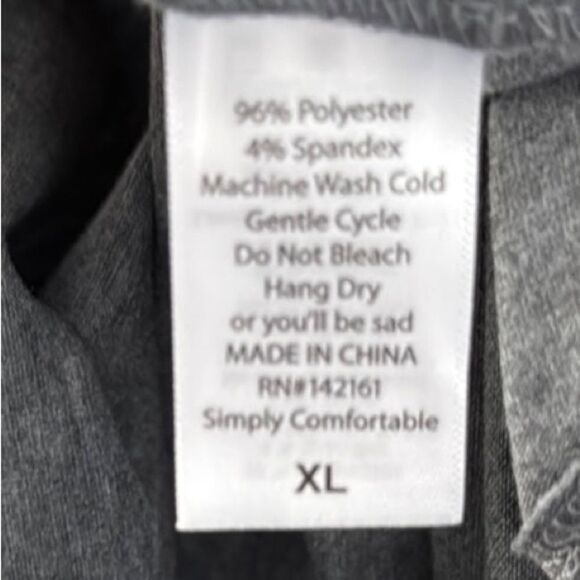 96% Polyester
4% Spandex
Machine Wash Cold
Gentle Cycle
Do Not Bleach
Hang Dry
or you'll be sad
MADE IN CHINA
RN#142161
Simply Comfortable
XL